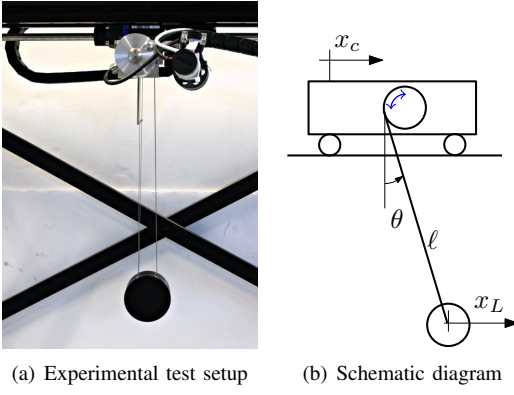 x_c
θ
ℓ
x_L
(a) Experimental test setup
(b) Schematic diagram